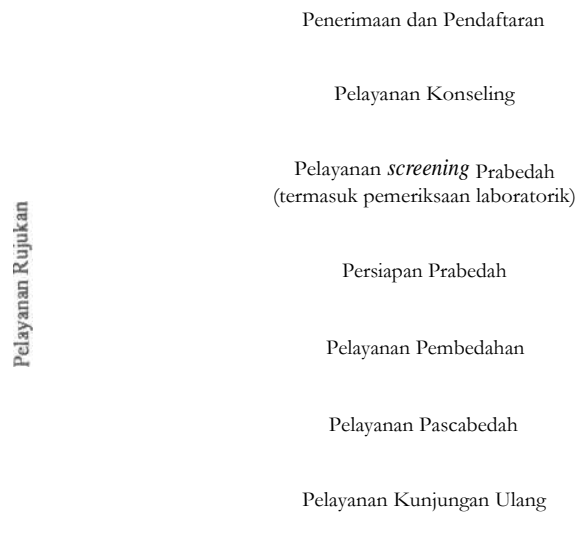 Penerimaan dan Pendaftaran
Pelayanan Konseling
Pelayanan screening Prabedah
(termasuk pemeriksaan laboratorik)
Pelayanan Rujukan
Persiapan Prabedah
Pelayanan Pembedahan
Pelayanan Pascabedah
Pelayanan Kunjungan Ulang